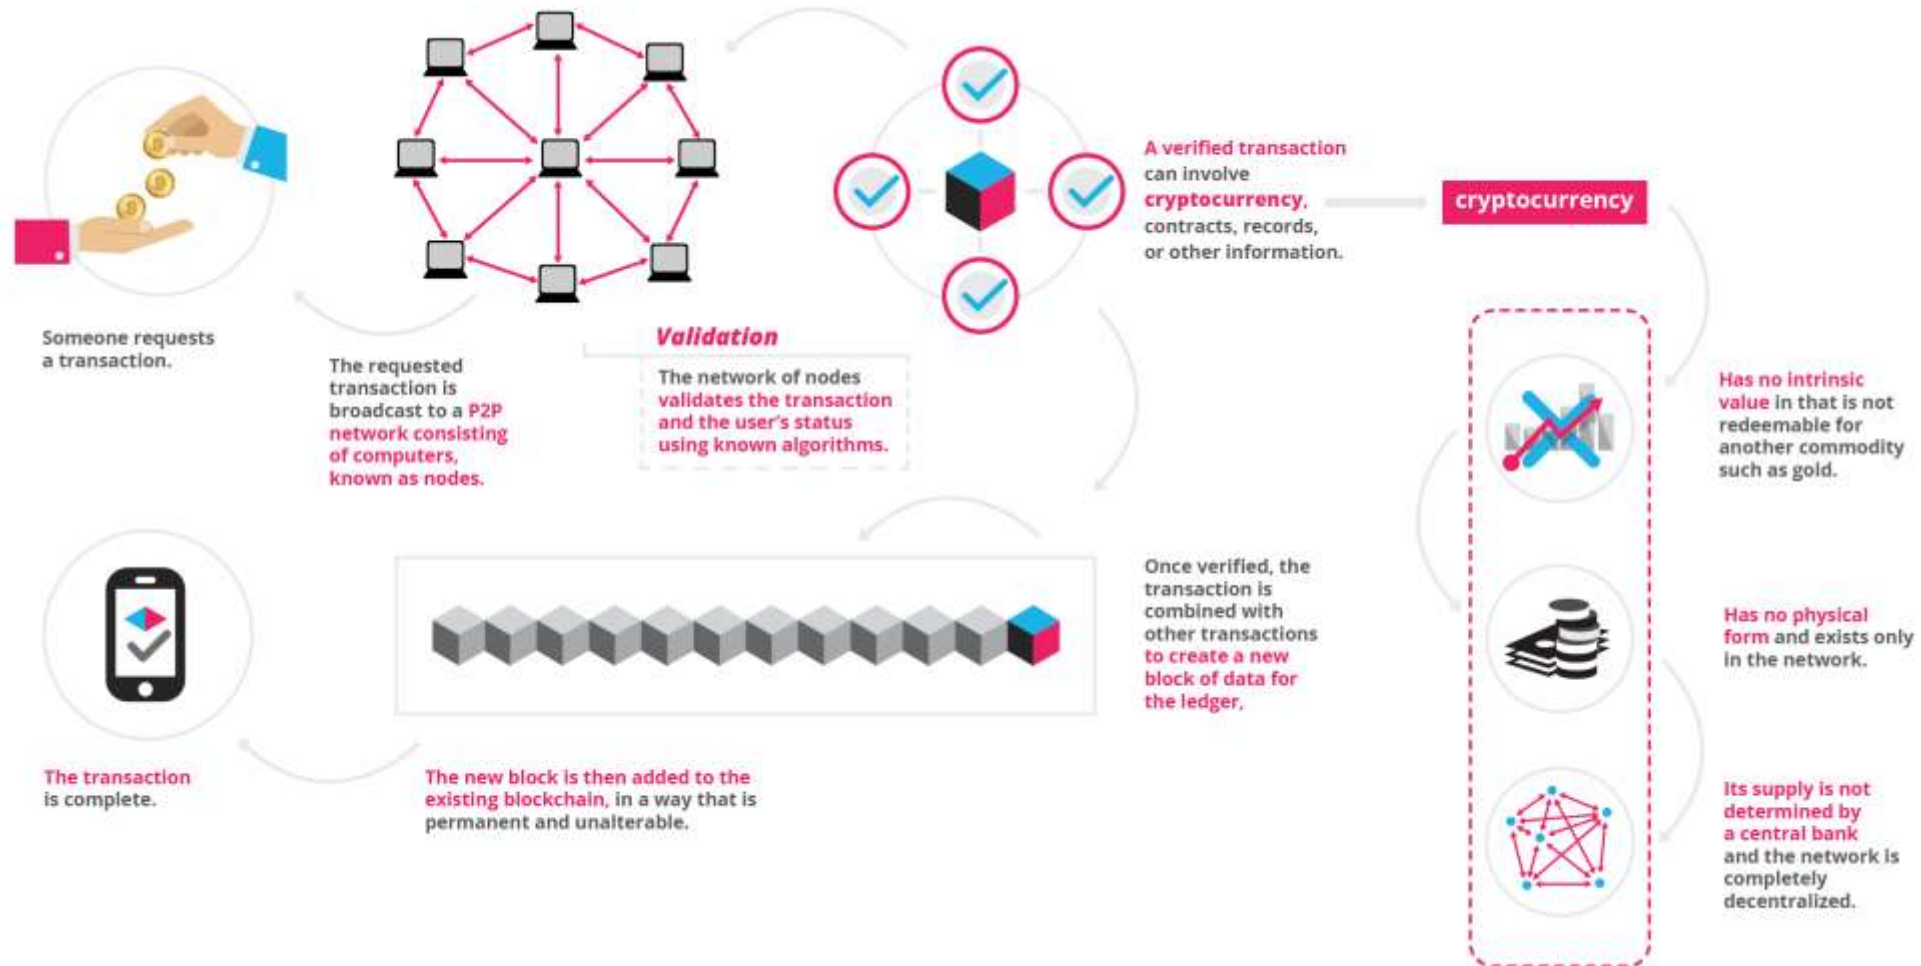 Someone requests
a transaction.
The requested
transaction is
broadcast to a P2P
network consisting
of computers,
known as nodes.
Validation
The network of nodes
validates the transaction
and the user's status
using known algorithms.
A verified transaction
can involve
cryptocurrency,
contracts, records,
or other information.
cryptocurrency
Has no intrinsic
value in that is not
redeemable for
another commodity
such as gold.
Has no physical
form and exists only
in the network.
Its supply is not
determined by
a central bank
and the network is
completely
decentralized.
Once verified, the
transaction is
combined with
other transactions
to create a new
block of data for
the ledger,
The new block is then added to the
existing blockchain, in a way that is
permanent and unalterable.
The transaction
is complete.